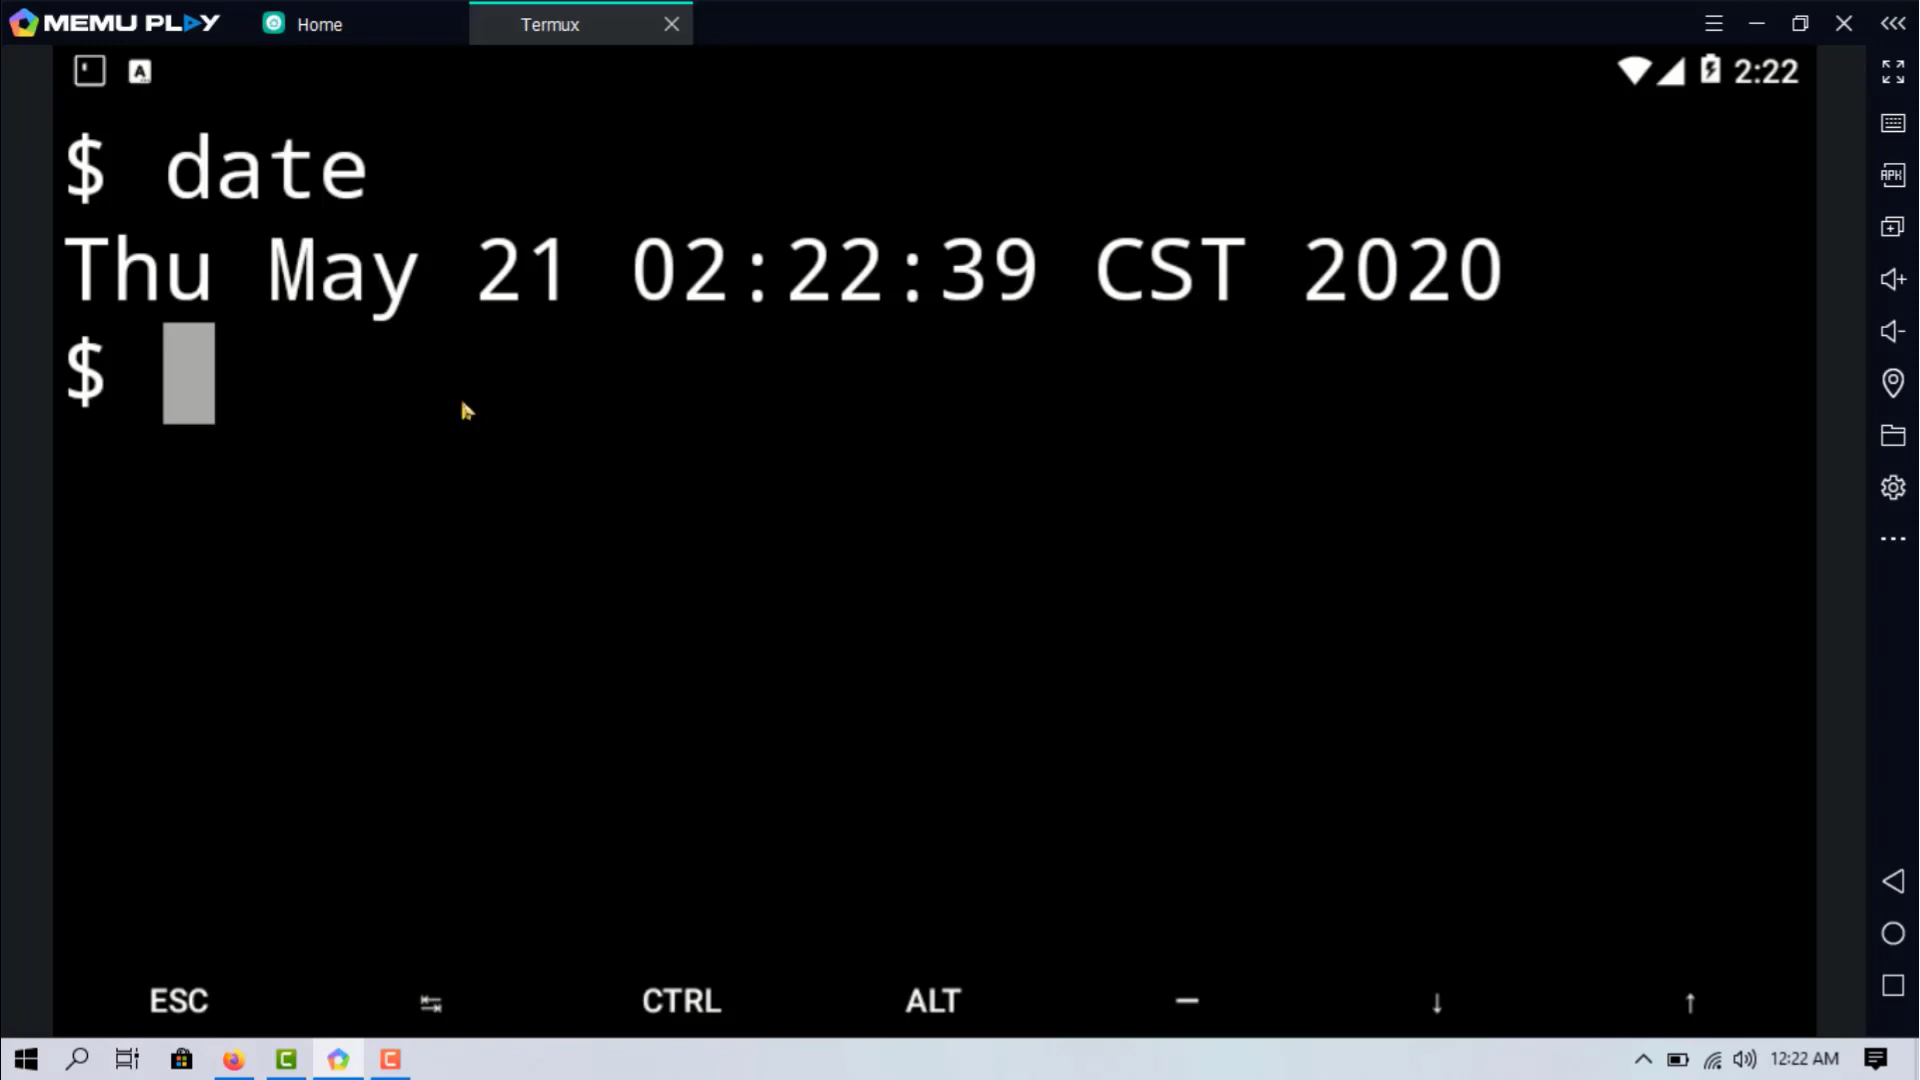 MEMU PLAY
Home
Termux
A
2:22
$ date
Thu May 21 02:22:39 CST 2020
$
APK
ESC
CTRL
ALT
—
↓
↑
12:22 AM